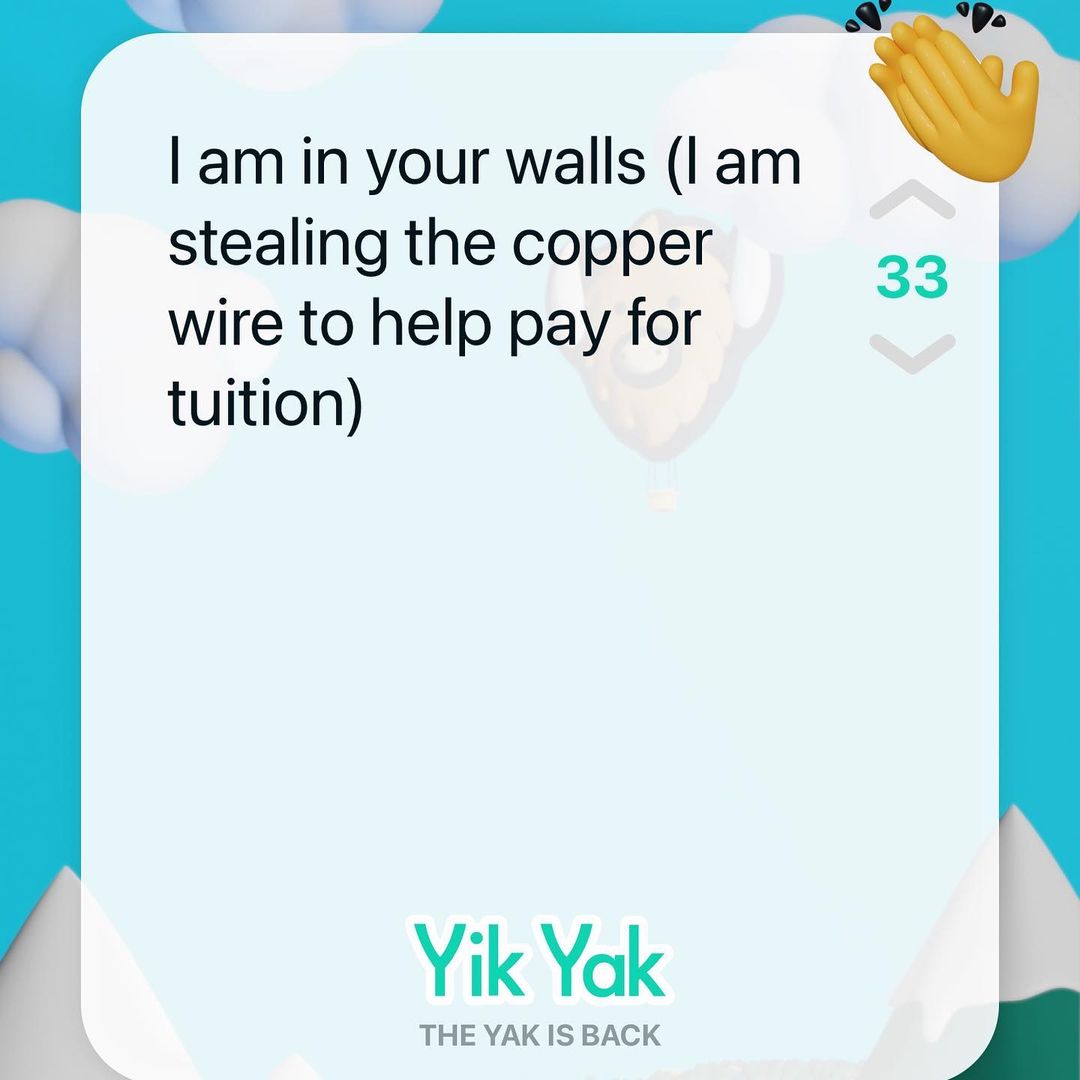 I am in your walls (I am
stealing the copper
wire to help pay for
tuition)
33
Yik Yak
THE YAK IS BACK